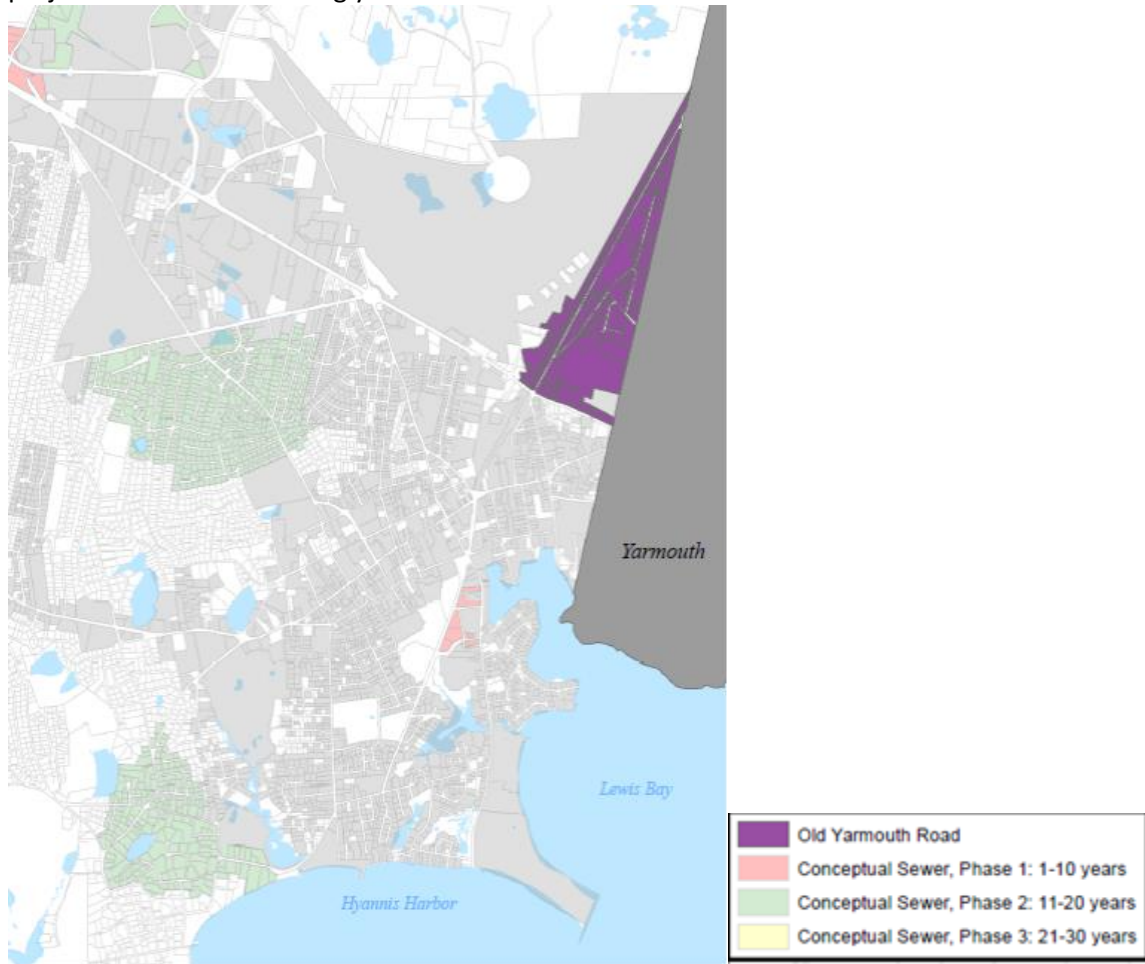 Yarmouth
Lewis Bay
Hyannis Harbor
Old Yarmouth Road
Conceptual Sewer, Phase 1: 1-10 years
Conceptual Sewer, Phase 2: 11-20 years
Conceptual Sewer, Phase 3: 21-30 years